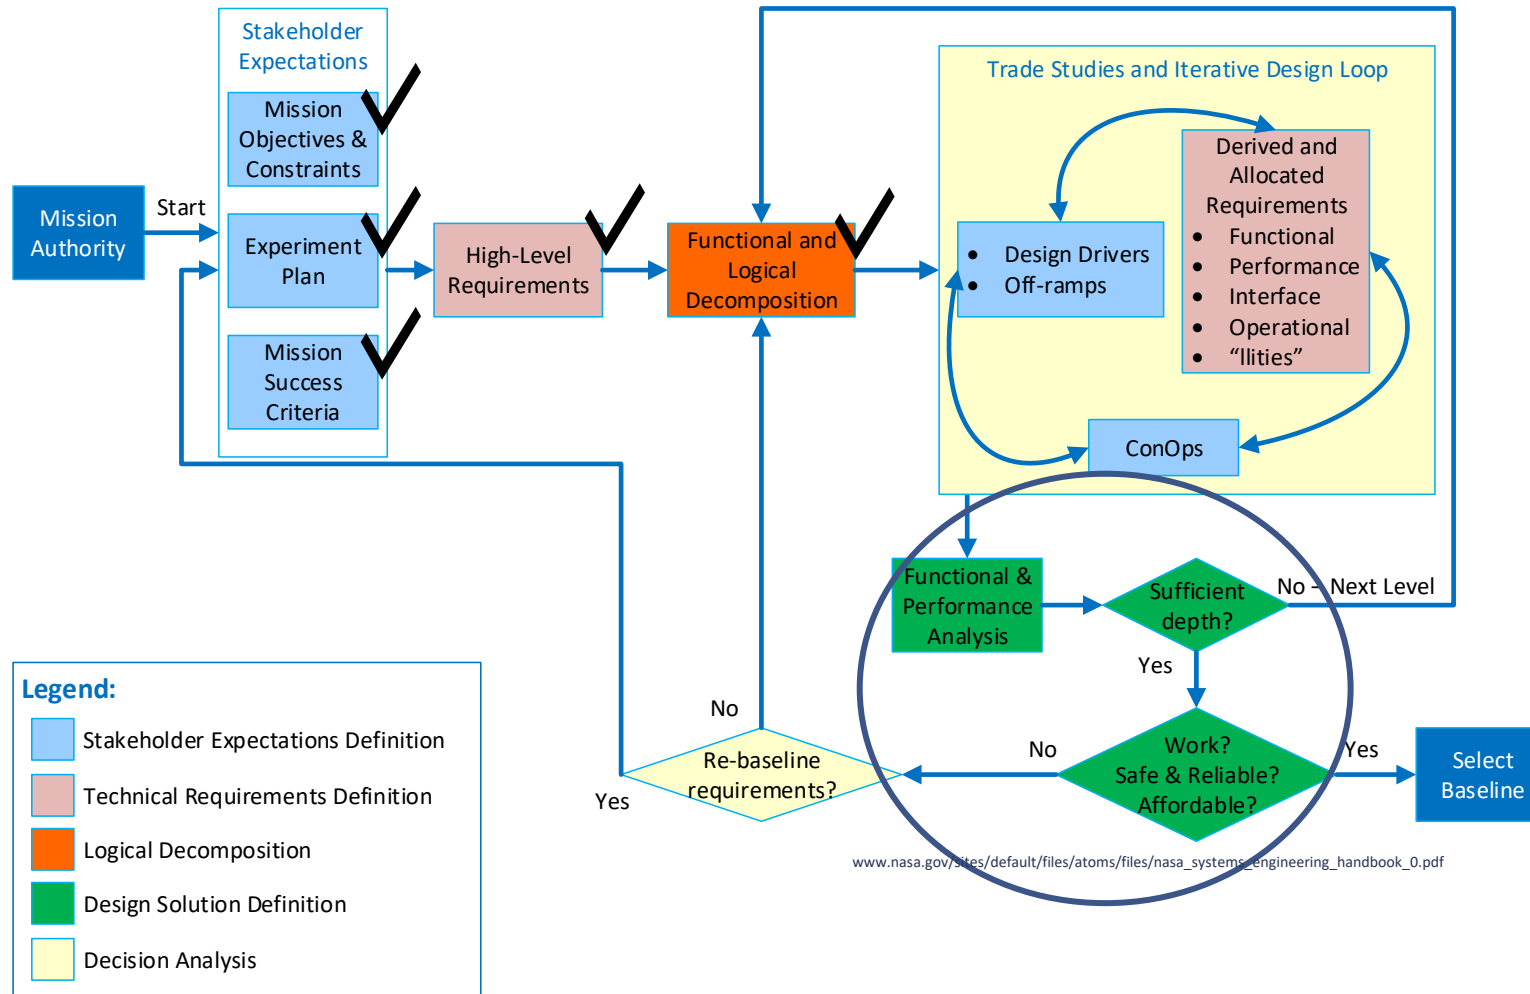 Stakeholder
Expectations
Mission
Objectives &
Constraints
Mission
Authority
Start
Experiment
Plan
Mission
Success
Criteria
High-Level
Requirements
Functional and
Logical
Decomposition
Trade Studies and Iterative Design Loop
• Design Drivers
• Off-ramps
Derived and
Allocated
Requirements
• Functional
• Performance
• Interface
• Operational
• “llities”
ConOps
Functional &
Performance
Analysis
Sufficient
depth?
No – Next Level
Yes
Work?
Safe & Reliable?
Affordable?
Yes
Select
Baseline
No
Re-baseline
requirements?
No
Yes
www.nasa.gov/sites/default/files/atoms/files/nasa_systems_engineering_handbook_0.pdf
Legend:
Stakeholder Expectations Definition
Technical Requirements Definition
Logical Decomposition
Design Solution Definition
Decision Analysis